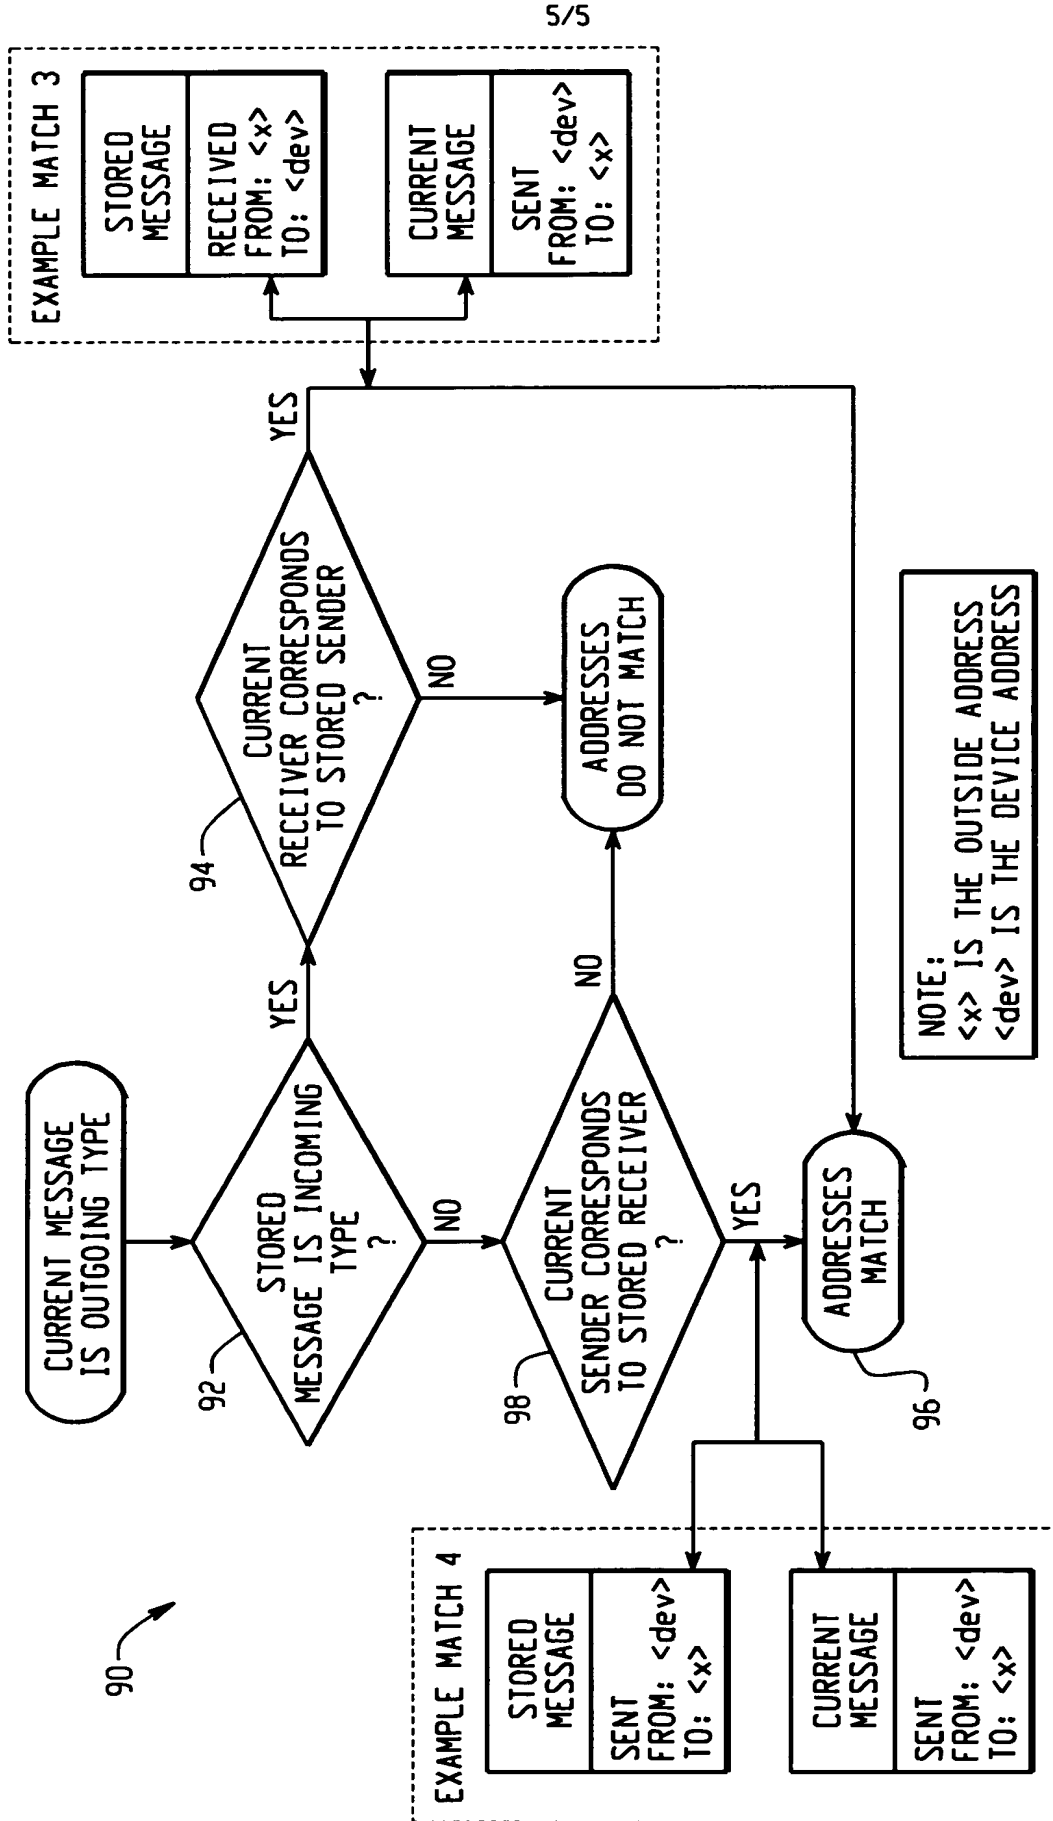 5/5
90
CURRENT MESSAGE
IS OUTGOING TYPE
92
STORED
MESSAGE IS INCOMING
TYPE
?
YES
NO
94
CURRENT
RECEIVER CORRESPONDS
TO STORED SENDER
?
YES
NO
EXAMPLE MATCH 3
STORED
MESSAGE
RECEIVED
FROM: <x>
TO: <dev>
CURRENT
MESSAGE
SENT
FROM: <dev>
TO: <x>
98
CURRENT
SENDER CORRESPONDS
TO STORED RECEIVER
?
NO
YES
ADDRESSES
DO NOT MATCH
EXAMPLE MATCH 4
STORED
MESSAGE
SENT
FROM: <dev>
TO: <x>
CURRENT
MESSAGE
SENT
FROM: <dev>
TO: <x>
ADDRESSES
MATCH
96
NOTE:
<x> IS THE OUTSIDE ADDRESS
<dev> IS THE DEVICE ADDRESS